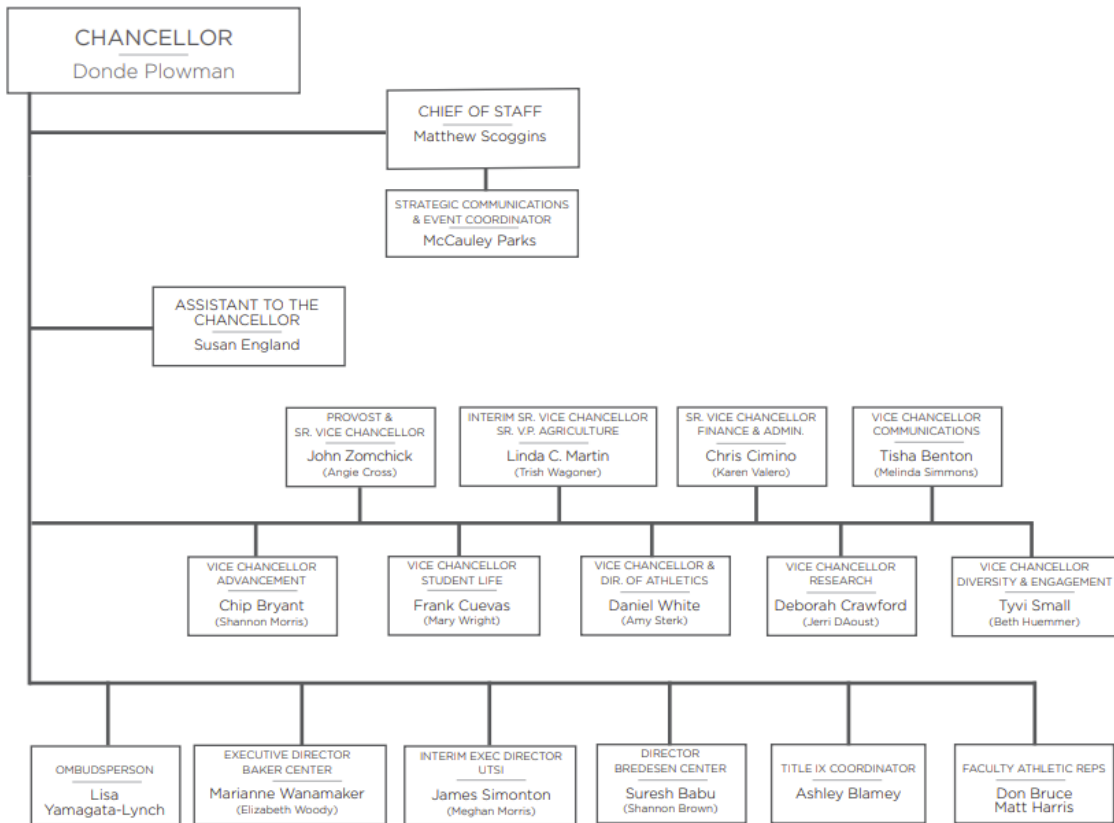 CHANCELLOR
Donde Plowman
CHIEF OF STAFF
Matthew Scoggins
STRATEGIC COMMUNICATIONS
& EVENT COORDINATOR
McCauley Parks
ASSISTANT TO THE
CHANCELLOR
Susan England
PROVOST &
SR. VICE CHANCELLOR
John Zomchick
(Angie Cross)
INTERIM SR. VICE CHANCELLOR
SR. V.P. AGRICULTURE
Linda C. Martin
(Trish Wagoner)
SR. VICE CHANCELLOR
FINANCE & ADMIN.
Chris Cimino
(Karen Valero)
VICE CHANCELLOR
COMMUNICATIONS
Tisha Benton
(Melinda Simmons)
VICE CHANCELLOR
ADVANCEMENT
Chip Bryant
(Shannon Morris)
VICE CHANCELLOR
STUDENT LIFE
Frank Cuevas
(Mary Wright)
VICE CHANCELLOR &
DIR. OF ATHLETICS
Daniel White
(Amy Sterk)
VICE CHANCELLOR
RESEARCH
Deborah Crawford
(Jerri DAoust)
VICE CHANCELLOR
DIVERSITY & ENGAGEMENT
Tyvi Small
(Beth Huemmer)
OMBUDSPERSON
Lisa
Yamagata-Lynch
EXECUTIVE DIRECTOR
BAKER CENTER
Marianne Wanamaker
(Elizabeth Woody)
INTERIM EXEC DIRECTOR
UTSI
James Simonton
(Meghan Morris)
DIRECTOR
BREDESEN CENTER
Suresh Babu
(Shannon Brown)
TITLE IX COORDINATOR
Ashley Blamey
FACULTY ATHLETIC REPS
Don Bruce
Matt Harris